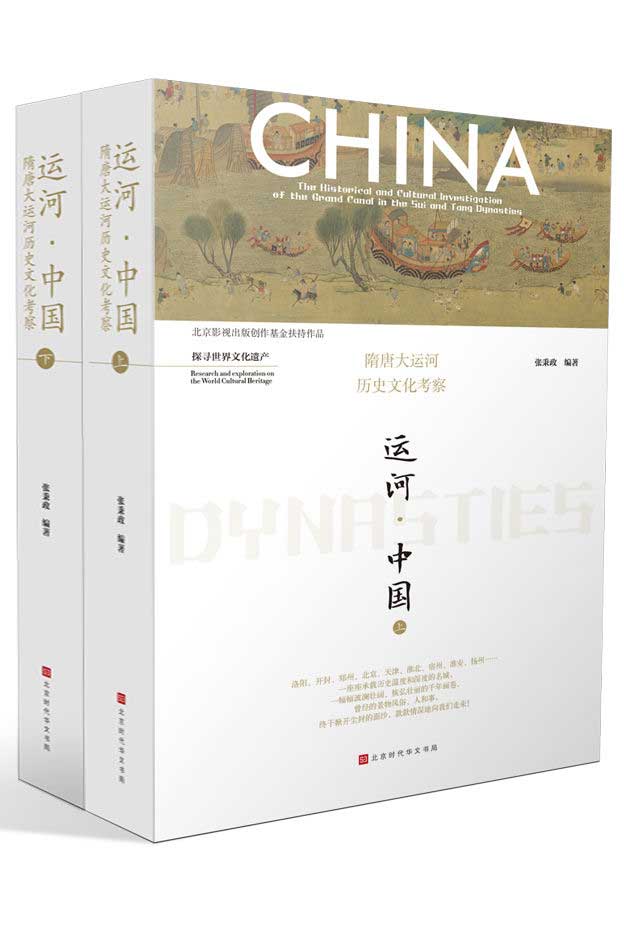 运河·中国
隋唐大运河历史文化考察
下
张秉政 编著
北京时代华文书局
运河·中国
隋唐大运河历史文化考察
上
张秉政 编著
北京时代华文书局
CHINA
The Historical and Cultural Investigation
of the Grand Canal in the Sui and Tang Dynasties
北京影视出版创作基金扶持作品
探寻世界文化遗产
Research and exploration on
the World Cultural Heritage
隋唐大运河
历史文化考察
张秉政 编著
DYNASTIES
运河·中国
上
洛阳、开封、郑州、北京、天津、淮北、宿州、淮安、扬州……
一座座承载历史温度和深度的名城,
一幅幅波澜壮丽、恢弘壮丽的千年画卷,
曾经的景物风俗、人和事,
终于掀开尘封的面纱,款款情深地向我们走来!
北京时代华文书局